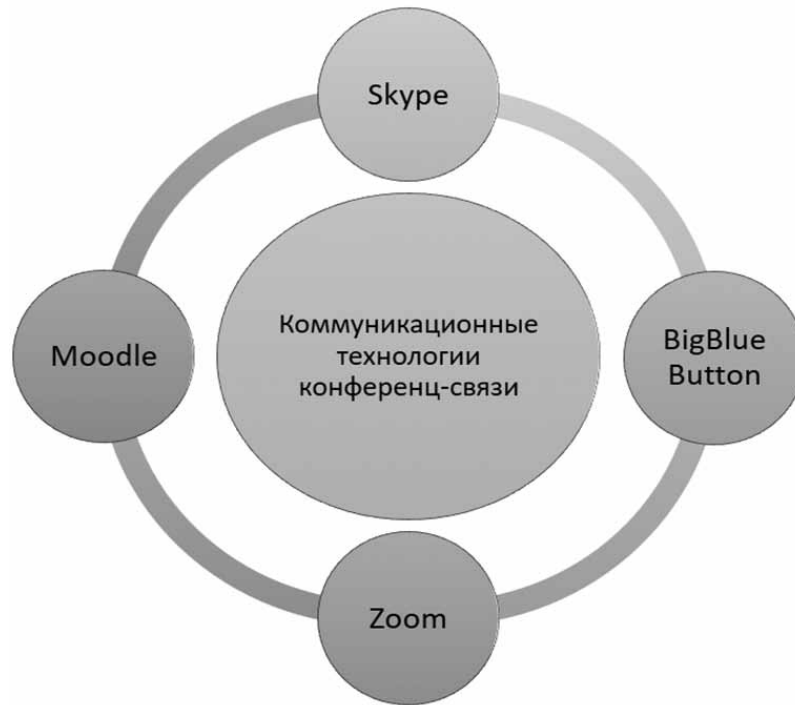 Skype
Коммуникационные
технологии
конференц-связи
Moodle
BigBlue
Button
Zoom